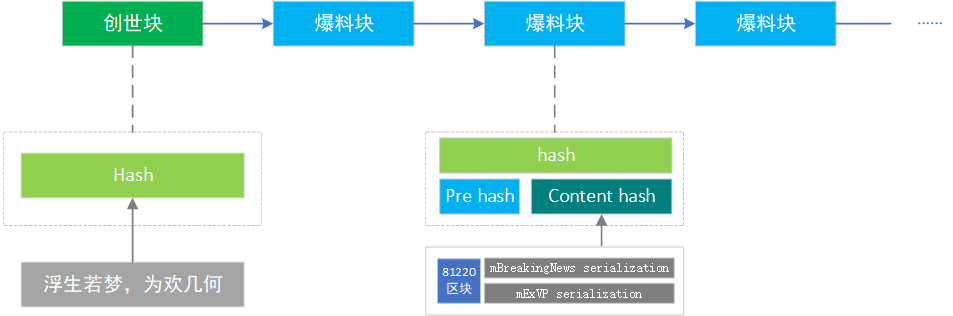 创世块
爆料块
爆料块
爆料块
......
Hash
浮生若梦，为欢几何
hash
Pre hash
Content hash
81220
区块
mBreakingNews serialization
mExVP serialization